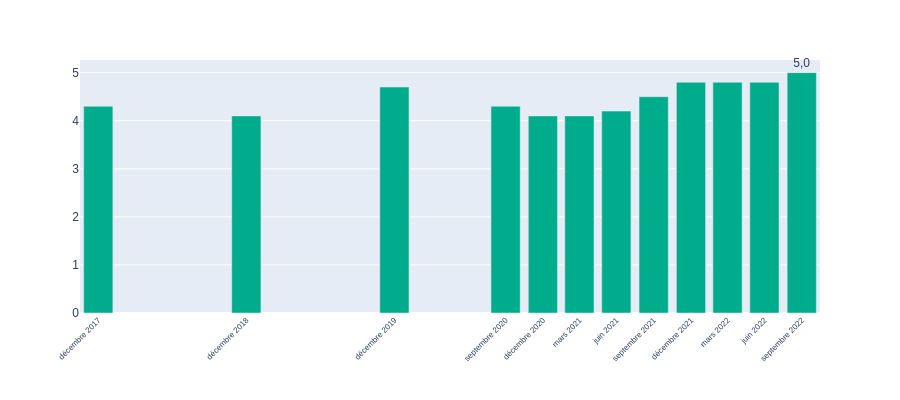 5,0
5
4
3
2
1
0
décembre 2017
décembre 2018
décembre 2019
septembre 2020
décembre 2020
mars 2021
juin 2021
septembre 2021
décembre 2021
mars 2022
juin 2022
septembre 2022